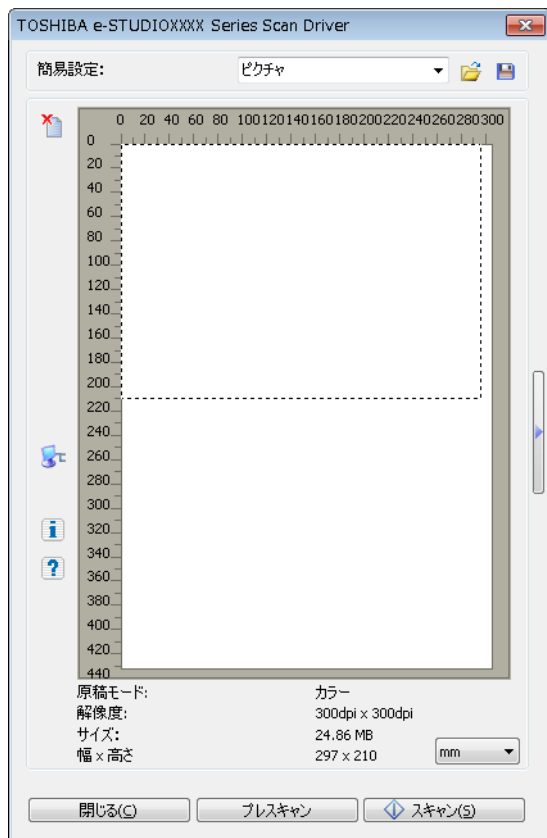 TOSHIBA e-STUDIOXXXX Series Scan Driver
簡易設定: ピクチャ
0 20 40 60 80 100 120 140 160 180 200 220 240 260 280 300
0
20
40
60
80
100
120
140
160
180
200
220
240
260
280
300
320
340
360
380
400
420
440
原稿モード: カラー
解像度: 300dpi x 300dpi
サイズ: 24.86 MB
幅 x 高さ 297 x 210 mm
閉じる(C) プレスキャン スキャン(S)